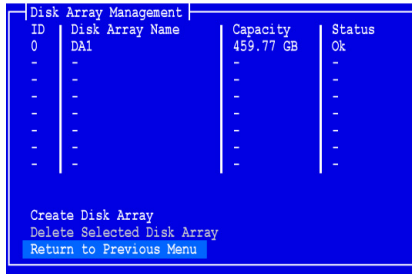 Disk Array Management
ID Disk Array Name Capacity Status
0 DA1 459.77 GB Ok
- - - -
- - - -
- - - -
- - - -
- - - -
- - - -
- - - -
Create Disk Array
Delete Selected Disk Array
Return to Previous Menu